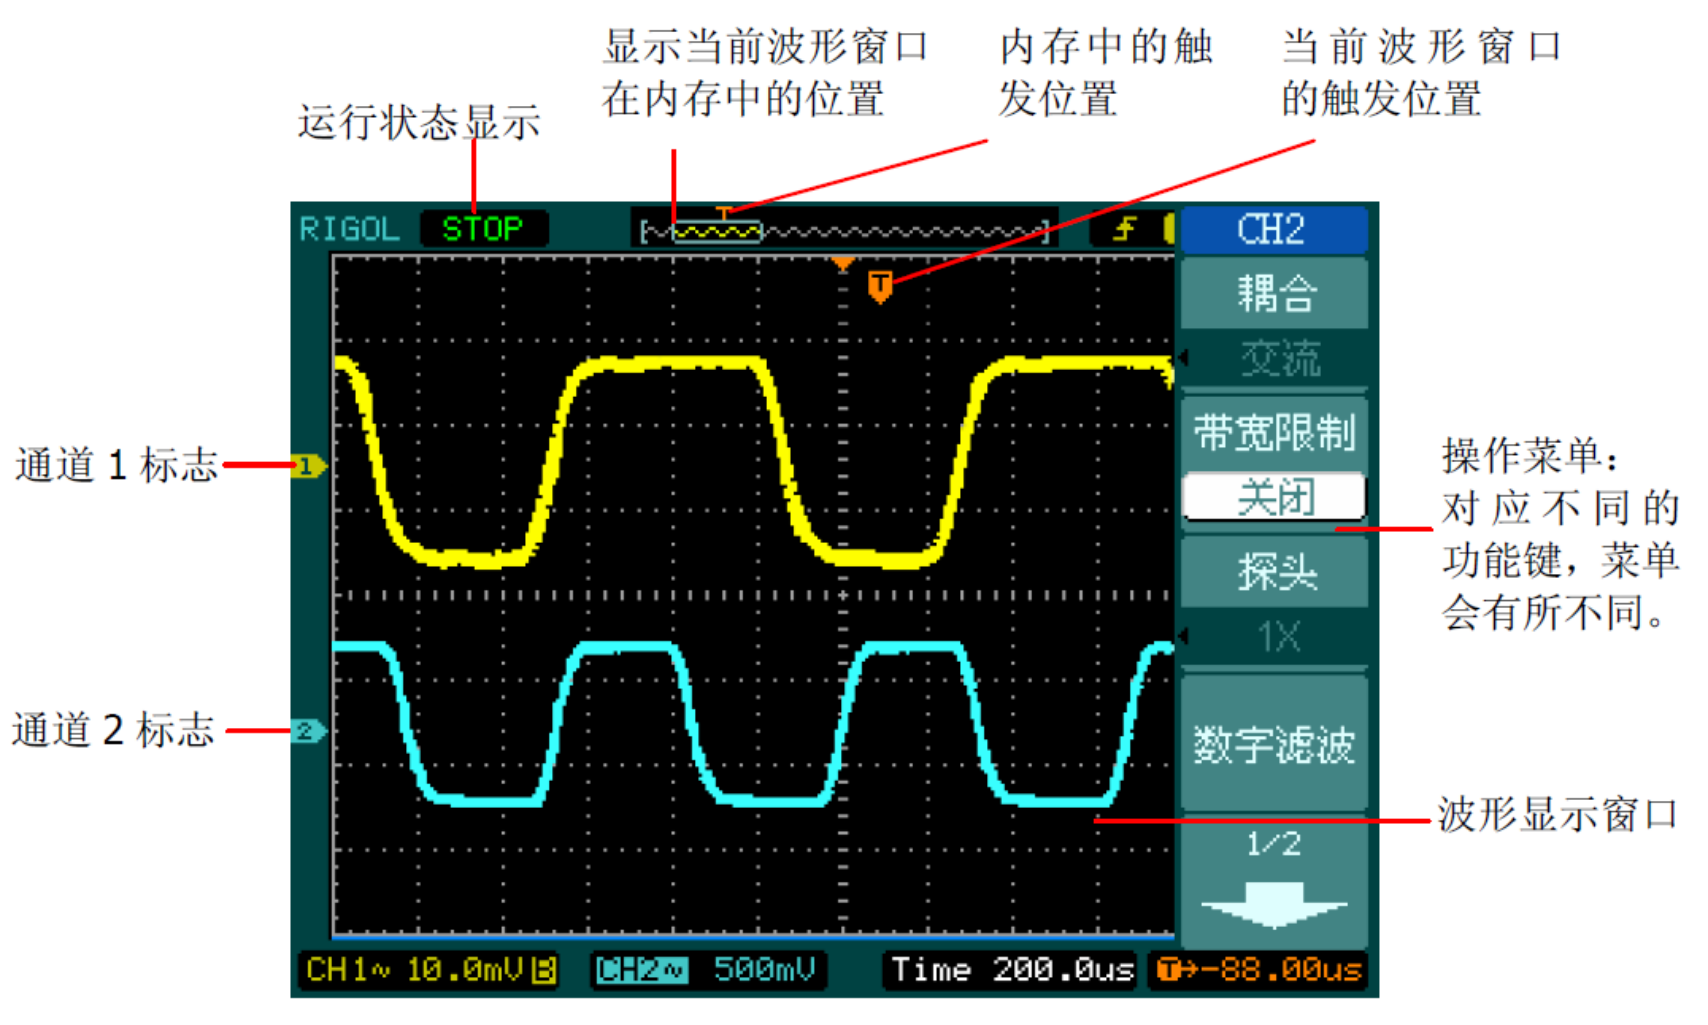 显示当前波形窗口
在内存中的位置
内存中的触
发位置
当前波形窗口
的触发位置
运行状态显示
RIGOL STOP
T
CH2
T
耦合
交流
带宽限制
关闭
探头
1X
数字滤波
1/2
通道 1 标志
1
通道 2 标志
2
操作菜单：
对应不同的
功能键，菜单
会有所不同。
波形显示窗口
CH1~ 10.0mV B
CH2~ 500mV
Time 200.0us
T→-88.00us